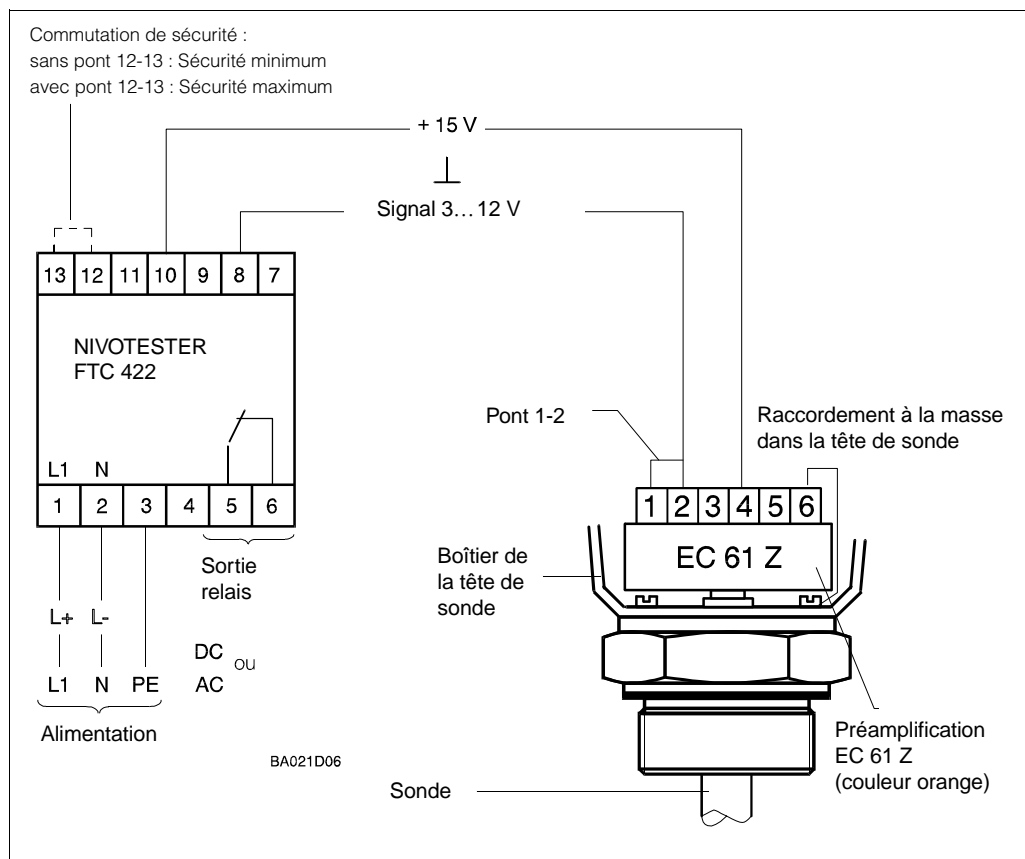 Commutation de sécurité :
sans pont 12-13 : Sécurité minimum
avec pont 12-13 : Sécurité maximum
+ 15 V
Signal 3... 12 V
13 12 11 10 9 8 7
NIVOTESTER
FTC 422
L1 N
1 2 3 4 5 6
Sortie
relais
L+ L-
L1 N PE
DC ou
AC
Alimentation
BA021D06
Pont 1-2
Raccordement à la masse
dans la tête de sonde
1 2 3 4 5 6
EC 61 Z
Boîtier de
la tête de
sonde
Préamplification
EC 61 Z
(couleur orange)
Sonde